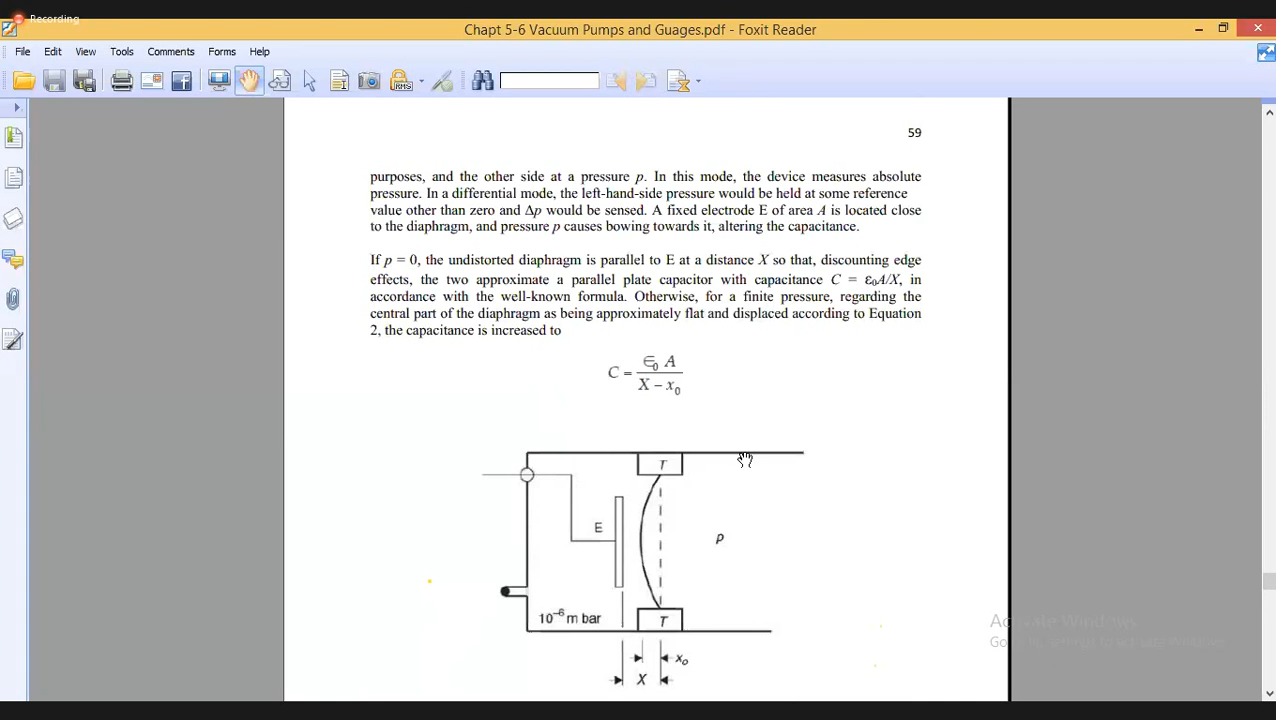 Recording
Chapt 5-6 Vacuum Pumps and Guages.pdf - Foxit Reader
File Edit View Tools Comments Forms Help
RMS
59
purposes, and the other side at a pressure p. In this mode, the device measures absolute
pressure. In a differential mode, the left-hand-side pressure would be held at some reference
value other than zero and Δp would be sensed. A fixed electrode E of area A is located close
to the diaphragm, and pressure p causes bowing towards it, altering the capacitance.
If p = 0, the undistorted diaphragm is parallel to E at a distance X so that, discounting edge
effects, the two approximate a parallel plate capacitor with capacitance C = ε₀A/X, in
accordance with the well-known formula. Otherwise, for a finite pressure, regarding the
central part of the diaphragm as being approximately flat and displaced according to Equation
2, the capacitance is increased to
C = ∈₀ A / X − x₀
T
E
p
10⁻⁶ m bar
T
x₀
X
Activate Windows